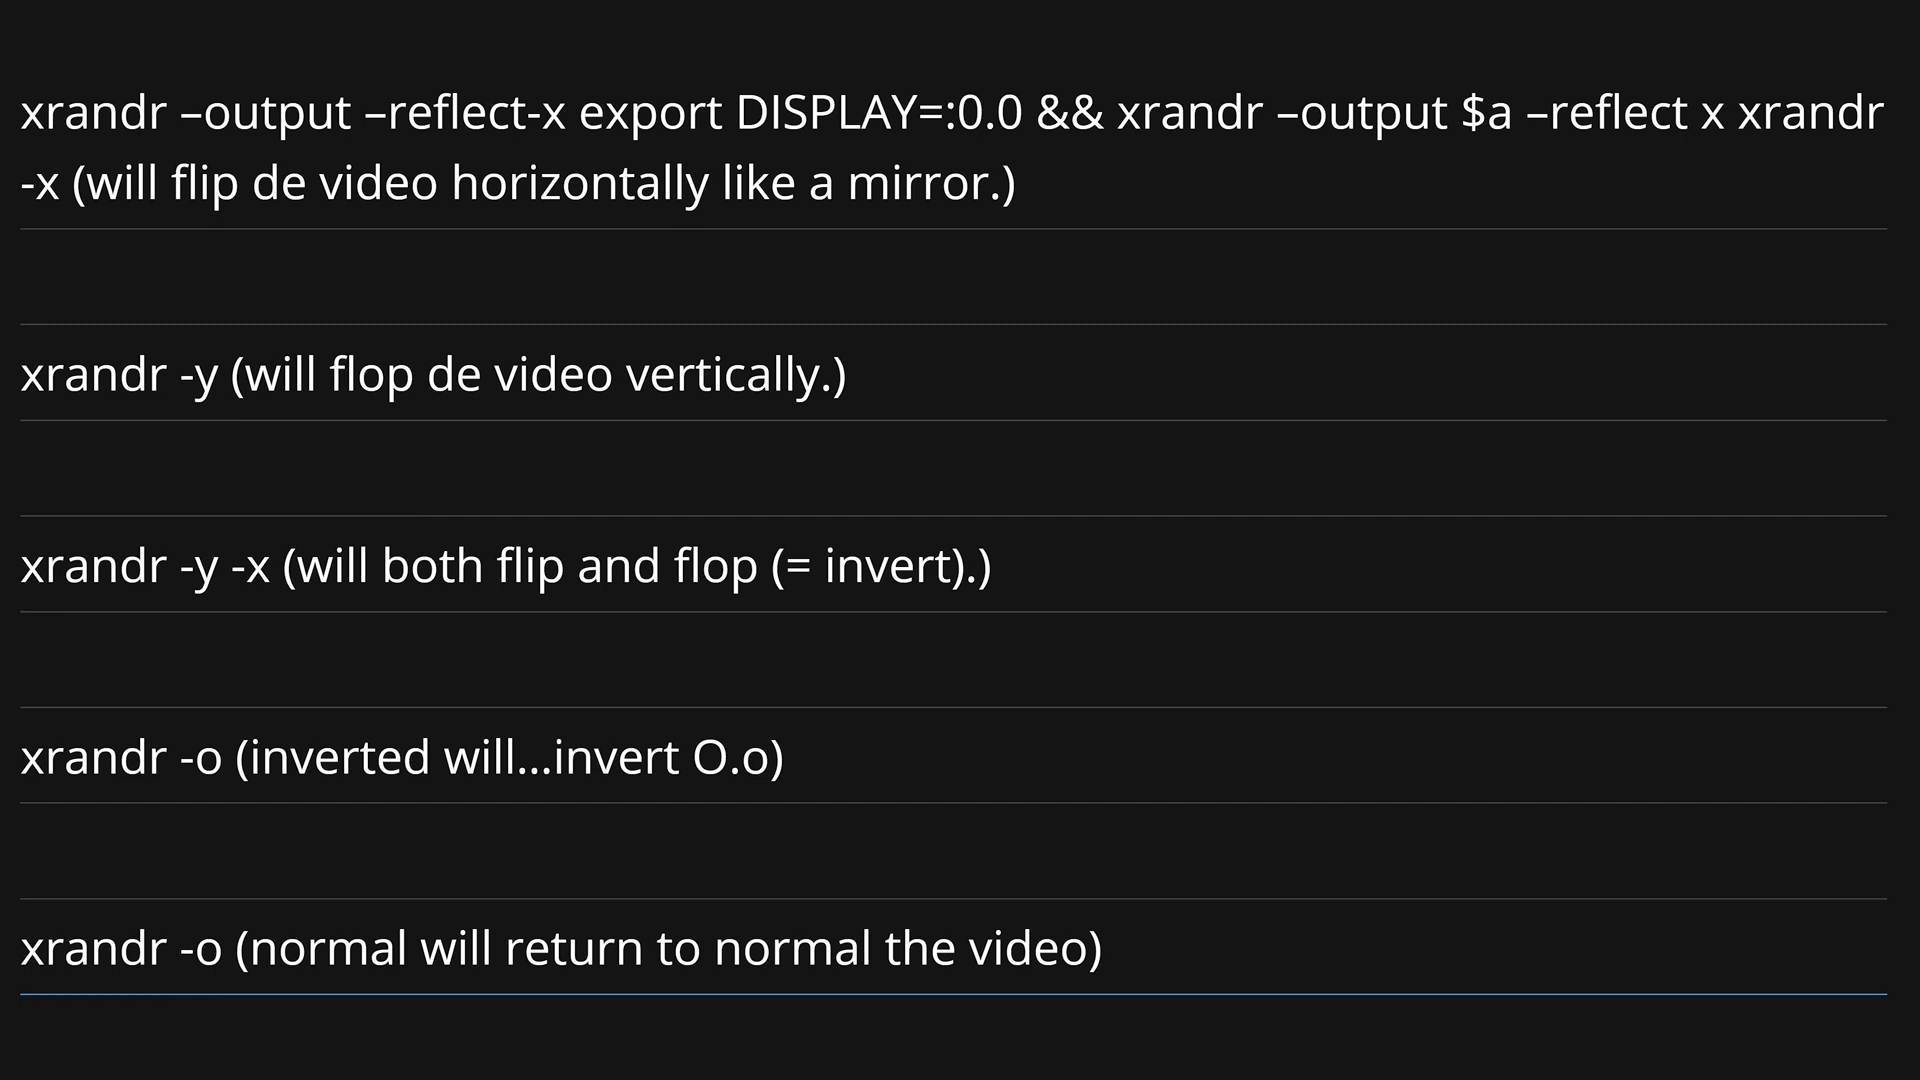 xrandr –output –reflect-x export DISPLAY=:0.0 && xrandr –output $a –reflect x xrandr
-x (will flip de video horizontally like a mirror.)
xrandr -y (will flop de video vertically.)
xrandr -y -x (will both flip and flop (= invert).)
xrandr -o (inverted will…invert O.o)
xrandr -o (normal will return to normal the video)